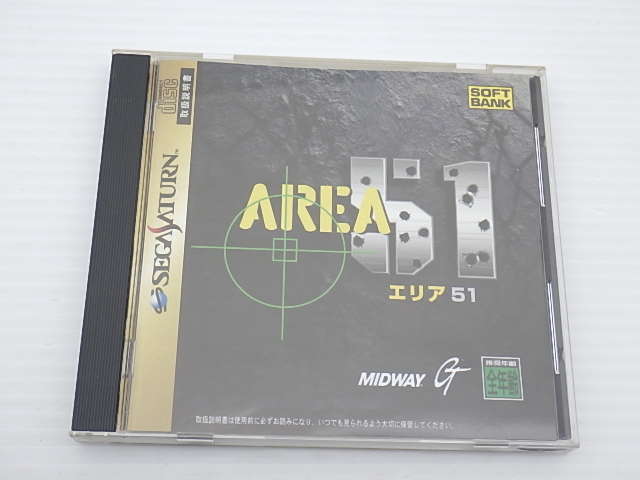 disc
取扱説明書
SEGA SATURN™
SOFT
BANK
AREA
51
エリア51
MIDWAY
GT
推奨年齢
全年齢
取扱説明書は使用前に必ずお読みになり、いつでも見られるよう大切に保管してください。